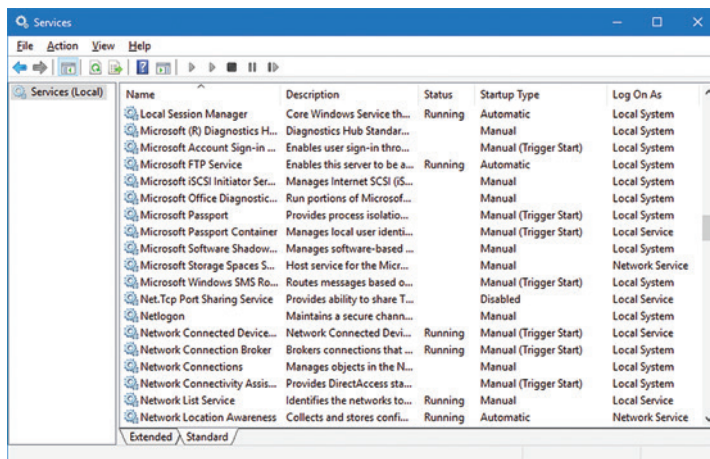 Services
File Action View Help
Services (Local)
Name Description Status Startup Type Log On As
Local Session Manager Core Windows Service th... Running Automatic Local System
Microsoft (R) Diagnostics H... Diagnostics Hub Standar... Manual Local System
Microsoft Account Sign-in ... Enables user sign-in thro... Manual (Trigger Start) Local System
Microsoft FTP Service Enables this server to be a... Running Automatic Local System
Microsoft iSCSI Initiator Ser... Manages Internet SCSI (iS... Manual Local System
Microsoft Office Diagnostic... Run portions of Microsof... Manual Local System
Microsoft Passport Provides process isolatio... Manual (Trigger Start) Local System
Microsoft Passport Container Manages local user identi... Manual (Trigger Start) Local Service
Microsoft Software Shadow... Manages software-based ... Manual Local System
Microsoft Storage Spaces S... Host service for the Micr... Manual Network Service
Microsoft Windows SMS Ro... Routes messages based o... Manual (Trigger Start) Local System
Net.Tcp Port Sharing Service Provides ability to share T... Disabled Local Service
Netlogon Maintains a secure chann... Manual Local System
Network Connected Device... Network Connected Devi... Running Manual (Trigger Start) Local Service
Network Connection Broker Brokers connections that ... Running Manual (Trigger Start) Local System
Network Connections Manages objects in the N... Manual Local System
Network Connectivity Assis... Provides DirectAccess sta... Manual (Trigger Start) Local System
Network List Service Identifies the networks to... Running Manual Local Service
Network Location Awareness Collects and stores confi... Running Automatic Network Service
Extended Standard